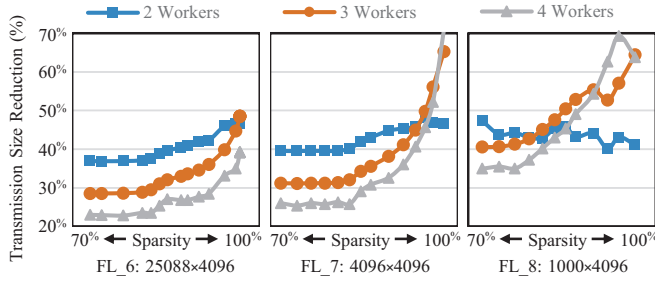 2 Workers 3 Workers 4 Workers
Transmission Size Reduction (%)
70%
60%
50%
40%
30%
20%
70% Sparsity 100% 70% Sparsity 100% 70% Sparsity 100%
FL_6: 25088×4096 FL_7: 4096×4096 FL_8: 1000×4096